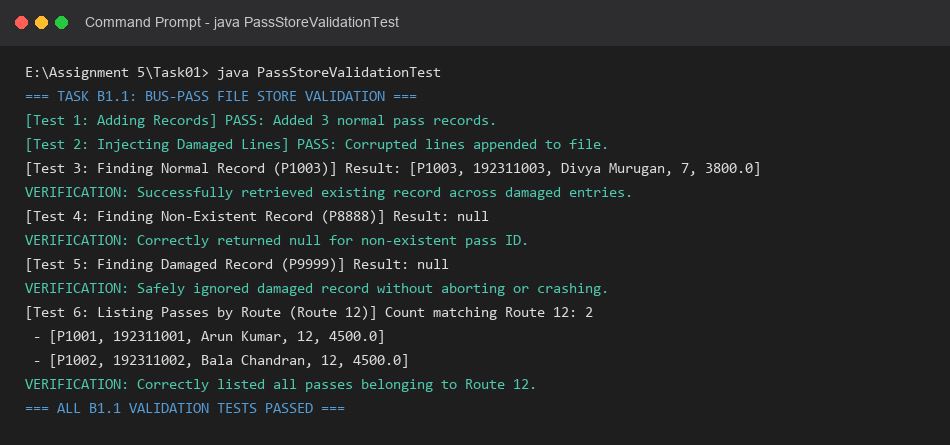 Command Prompt - java PassStoreValidationTest
E:\Assignment 5\Task01> java PassStoreValidationTest
=== TASK B1.1: BUS-PASS FILE STORE VALIDATION ===
[Test 1: Adding Records] PASS: Added 3 normal pass records.
[Test 2: Injecting Damaged Lines] PASS: Corrupted lines appended to file.
[Test 3: Finding Normal Record (P1003)] Result: [P1003, 192311003, Divya Murugan, 7, 3800.0]
VERIFICATION: Successfully retrieved existing record across damaged entries.
[Test 4: Finding Non-Existent Record (P8888)] Result: null
VERIFICATION: Correctly returned null for non-existent pass ID.
[Test 5: Finding Damaged Record (P9999)] Result: null
VERIFICATION: Safely ignored damaged record without aborting or crashing.
[Test 6: Listing Passes by Route (Route 12)] Count matching Route 12: 2
 - [P1001, 192311001, Arun Kumar, 12, 4500.0]
 - [P1002, 192311002, Bala Chandran, 12, 4500.0]
VERIFICATION: Correctly listed all passes belonging to Route 12.
=== ALL B1.1 VALIDATION TESTS PASSED ===